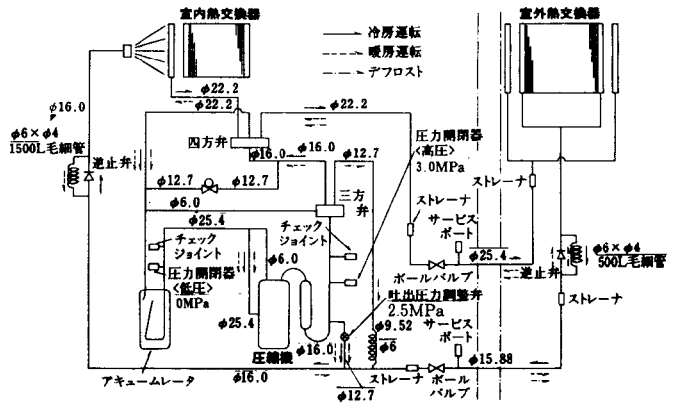 室内熱交換器
冷房運転
暖房運転
デフロスト
室外熱交換器
φ22.2
φ22.2
φ22.2
φ16.0
φ6×φ4
1500L毛細管
逆止弁
四方弁
φ16.0
φ16.0
φ12.7
圧力開閉器
<高圧>
3.0MPa
φ12.7
φ12.7
φ6.0
三方弁
φ25.4
チェック
ジョイント
チェック
ジョイント
ストレーナ
サービス
ポート
ストレーナ
圧力開閉器
<低圧>
0MPa
φ6.0
φ25.4
ボールバルブ
逆止弁
φ6×φ4
500L毛細管
ストレーナ
吐出圧力調整弁
2.5MPa
φ25.4
φ9.52
φ6
サービス
ポート
圧縮機
φ16.0
φ15.88
アキュームレータ
φ16.0
φ12.7
ストレーナ
ボール
バルブ